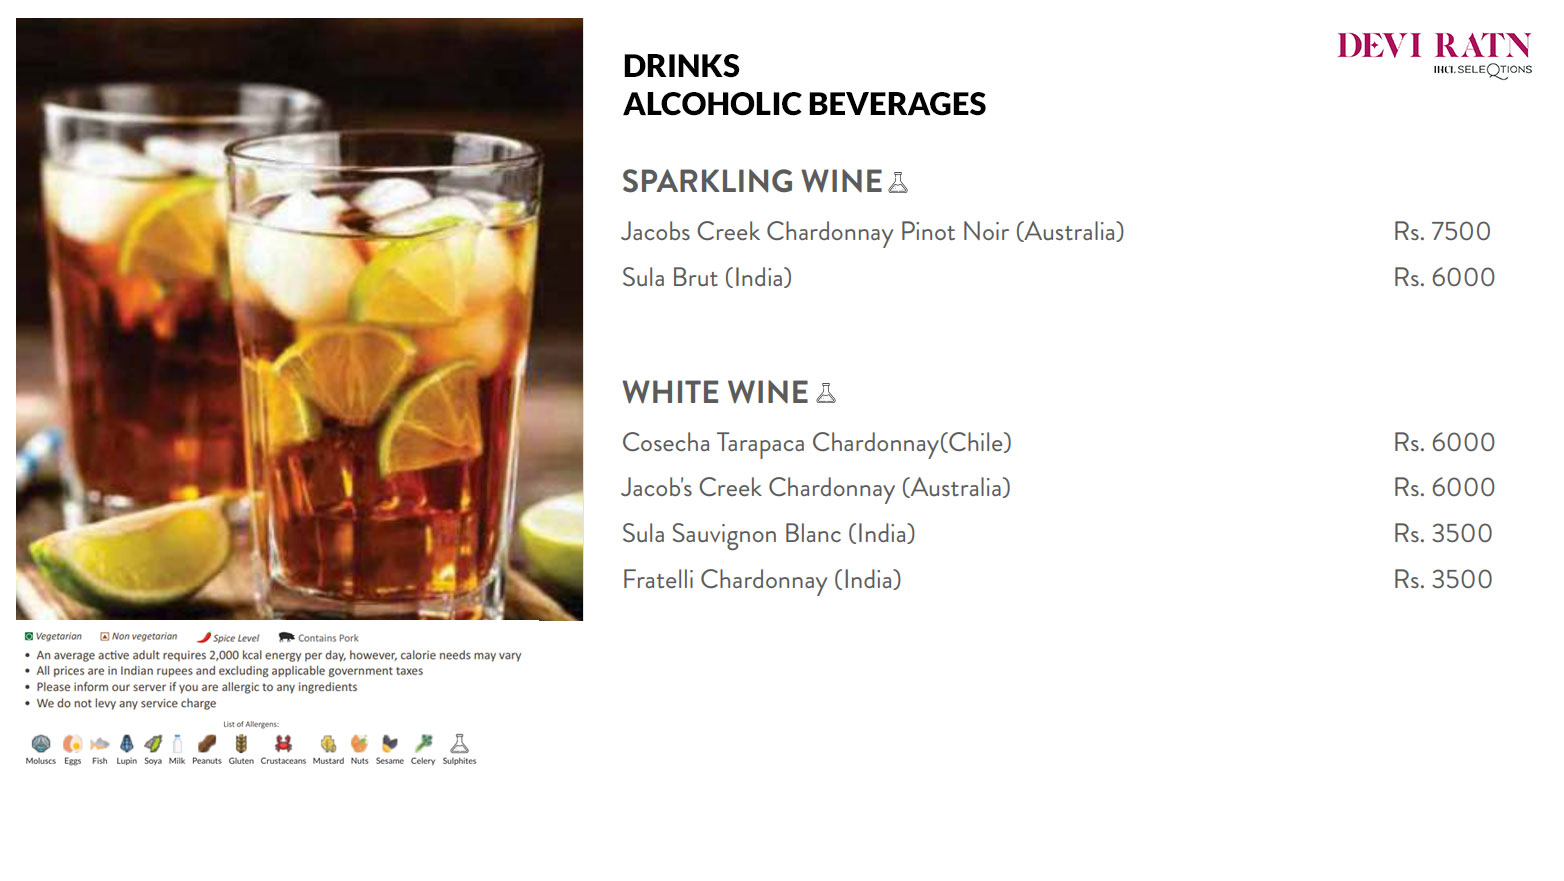 DRINKS
ALCOHOLIC BEVERAGES
DEVI RATN
IHCL SELEQTIONS
SPARKLING WINE
Jacobs Creek Chardonnay Pinot Noir (Australia) Rs. 7500
Sula Brut (India) Rs. 6000
WHITE WINE
Cosecha Tarapaca Chardonnay(Chile) Rs. 6000
Jacob's Creek Chardonnay (Australia) Rs. 6000
Sula Sauvignon Blanc (India) Rs. 3500
Fratelli Chardonnay (India) Rs. 3500
Vegetarian Non vegetarian Spice Level Contains Pork
• An average active adult requires 2,000 kcal energy per day, however, calorie needs may vary
• All prices are in Indian rupees and excluding applicable government taxes
• Please inform our server if you are allergic to any ingredients
• We do not levy any service charge
List of Allergens:
Moluscs Eggs Fish Lupin Soya Milk Peanuts Gluten Crustaceans Mustard Nuts Sesame Celery Sulphites